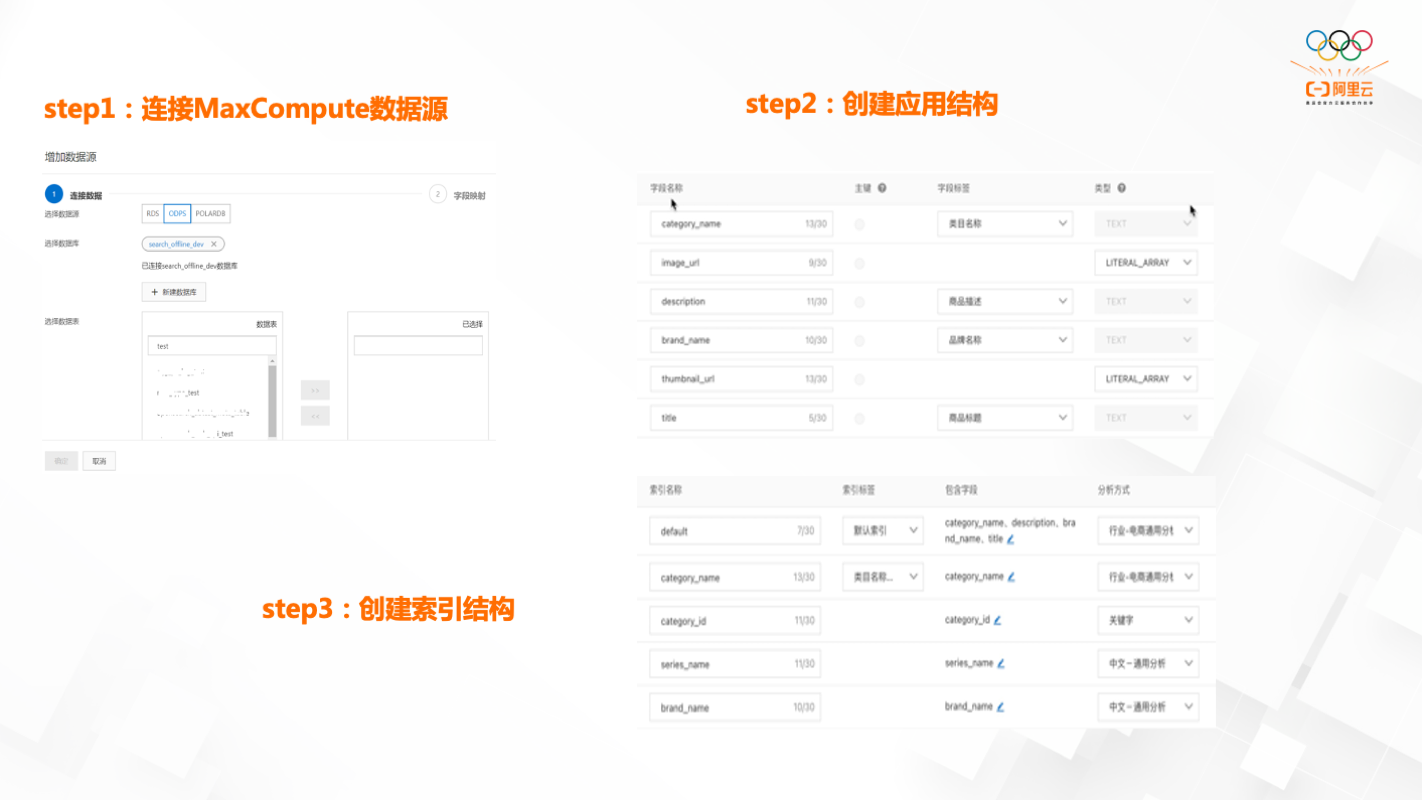 阿里云
step1：连接MaxCompute数据源
增加数据源
1 连接数据 2 字段映射
选择数据源 RDS ODPS POLARDB
选择数据库 search_offline_dev ×
已连接search_offline_dev数据库
+ 新建数据库
选择数据表 数据表 已选择
test
_test
_test
>> 
<<
确定 取消
step2：创建应用结构
字段名称 主键 字段标签 类型
category_name 13/30 类目名称 TEXT
image_url 9/30 LITERAL_ARRAY
description 11/30 商品描述 TEXT
brand_name 10/30 品牌名称 TEXT
thumbnail_url 13/30 LITERAL_ARRAY
title 5/30 商品标题 TEXT
step3：创建索引结构
索引名称 索引标签 包含字段 分析方式
default 7/30 默认索引 category_name、description、bra 行业-电商通用分
nd_name、title
category_name 13/30 类目名称... category_name 行业-电商通用分
category_id 11/30 category_id 关键字
series_name 11/30 series_name 中文－通用分析
brand_name 10/30 brand_name 中文－通用分析